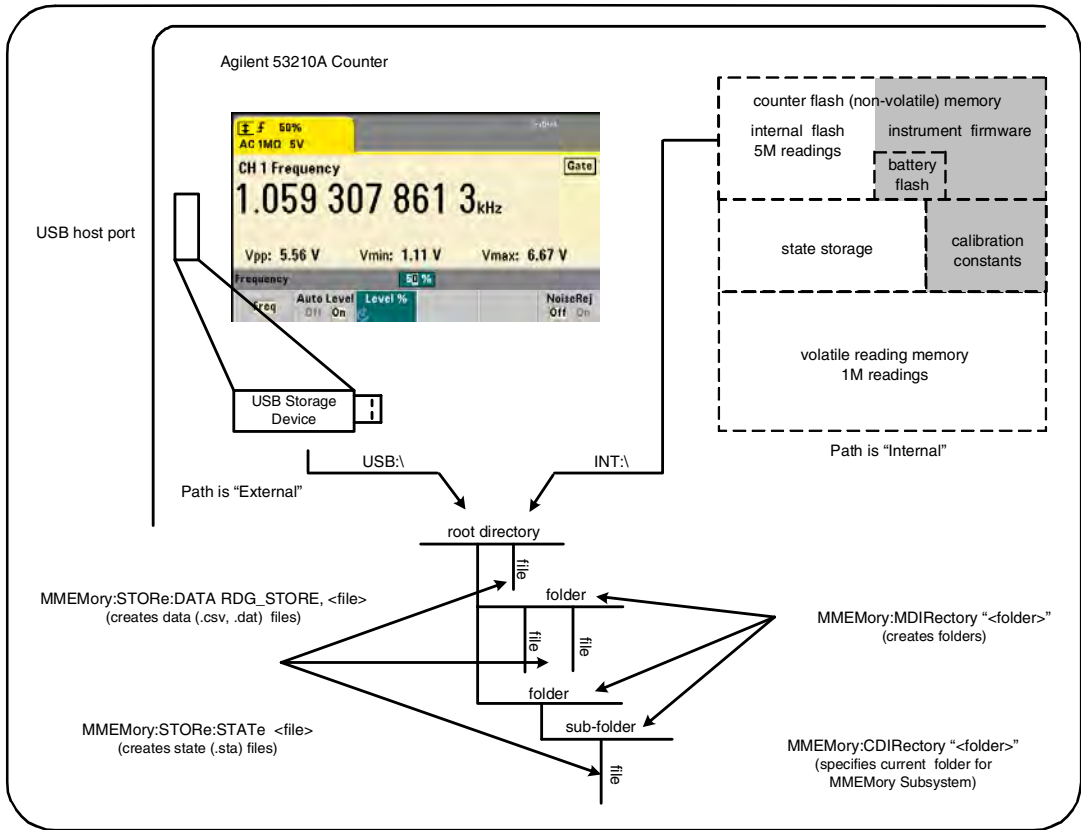 Agilent 53210A Counter
50%
AC 1MΩ 5V
CH 1 Frequency
Gate
1.059 307 861 3 kHz
Vpp: 5.56 V Vmin: 1.11 V Vmax: 6.67 V
Frequency
50 %
Freq
Auto Level
Off On
Level %
NoiseRej
Off On
USB host port
USB Storage
Device
counter flash (non-volatile) memory
internal flash
5M readings
instrument firmware
battery
flash
state storage
calibration
constants
volatile reading memory
1M readings
Path is “Internal”
USB:\
INT:\
Path is “External”
root directory
file
folder
file
file
folder
sub-folder
file
MMEMory:STORe:DATA RDG_STORE, <file>
(creates data (.csv, .dat) files)
MMEMory:STORe:STATe <file>
(creates state (.sta) files)
MMEMory:MDIRectory “<folder>”
(creates folders)
MMEMory:CDIRectory “<folder>”
(specifies current folder for
MMEMory Subsystem)